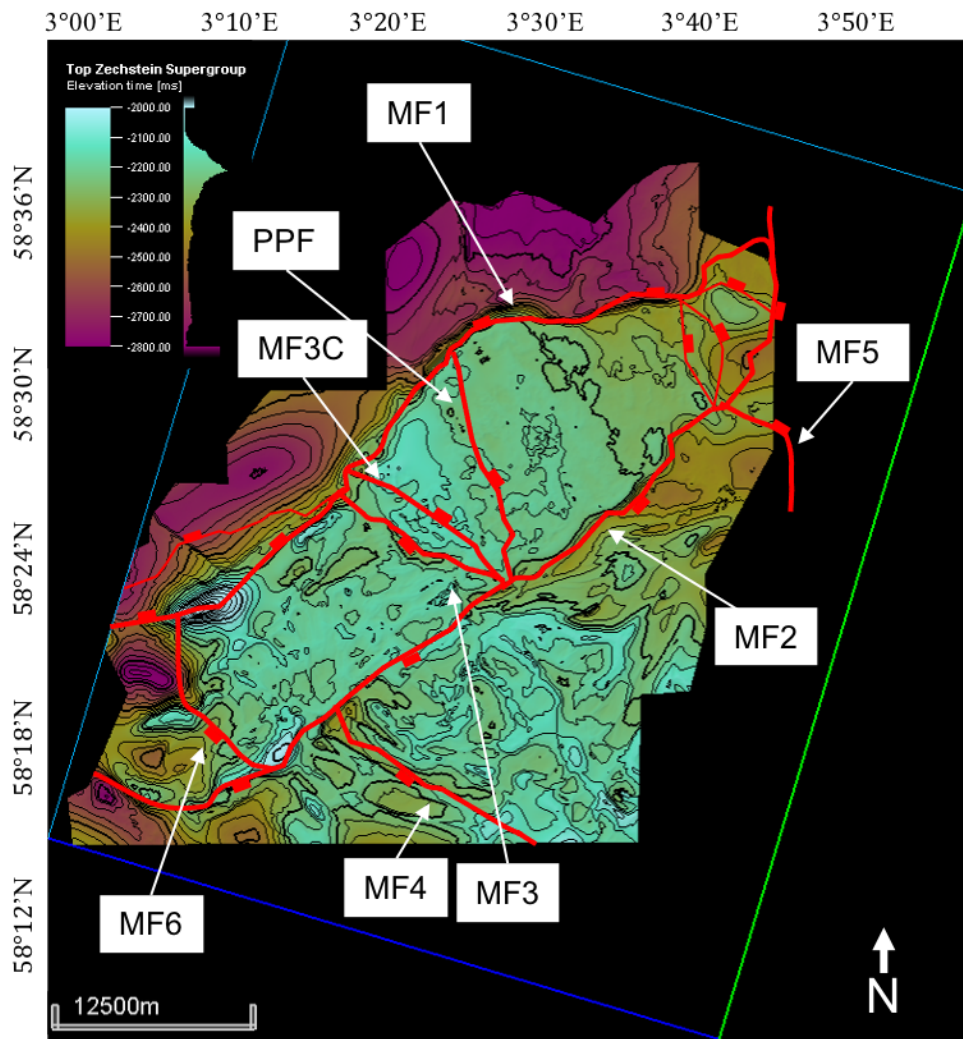 3°00'E 3°10'E 3°20'E 3°30'E 3°40'E 3°50'E
Top Zechstein Supergroup
Elevation time [ms]
-2000.00
-2100.00
-2200.00
-2300.00
-2400.00
-2500.00
-2600.00
-2700.00
-2800.00
MF1
PPF
MF3C
MF5
MF2
MF4
MF3
MF6
58°36'N
58°30'N
58°24'N
58°18'N
58°12'N
12500m
N